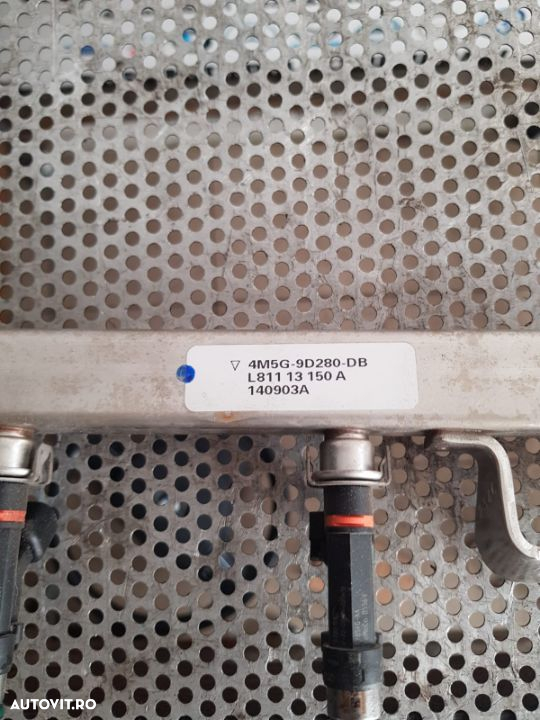 ▽ 4M5G-9D280-DB
L811 13 150 A
140903A
AUTOVIT.RO